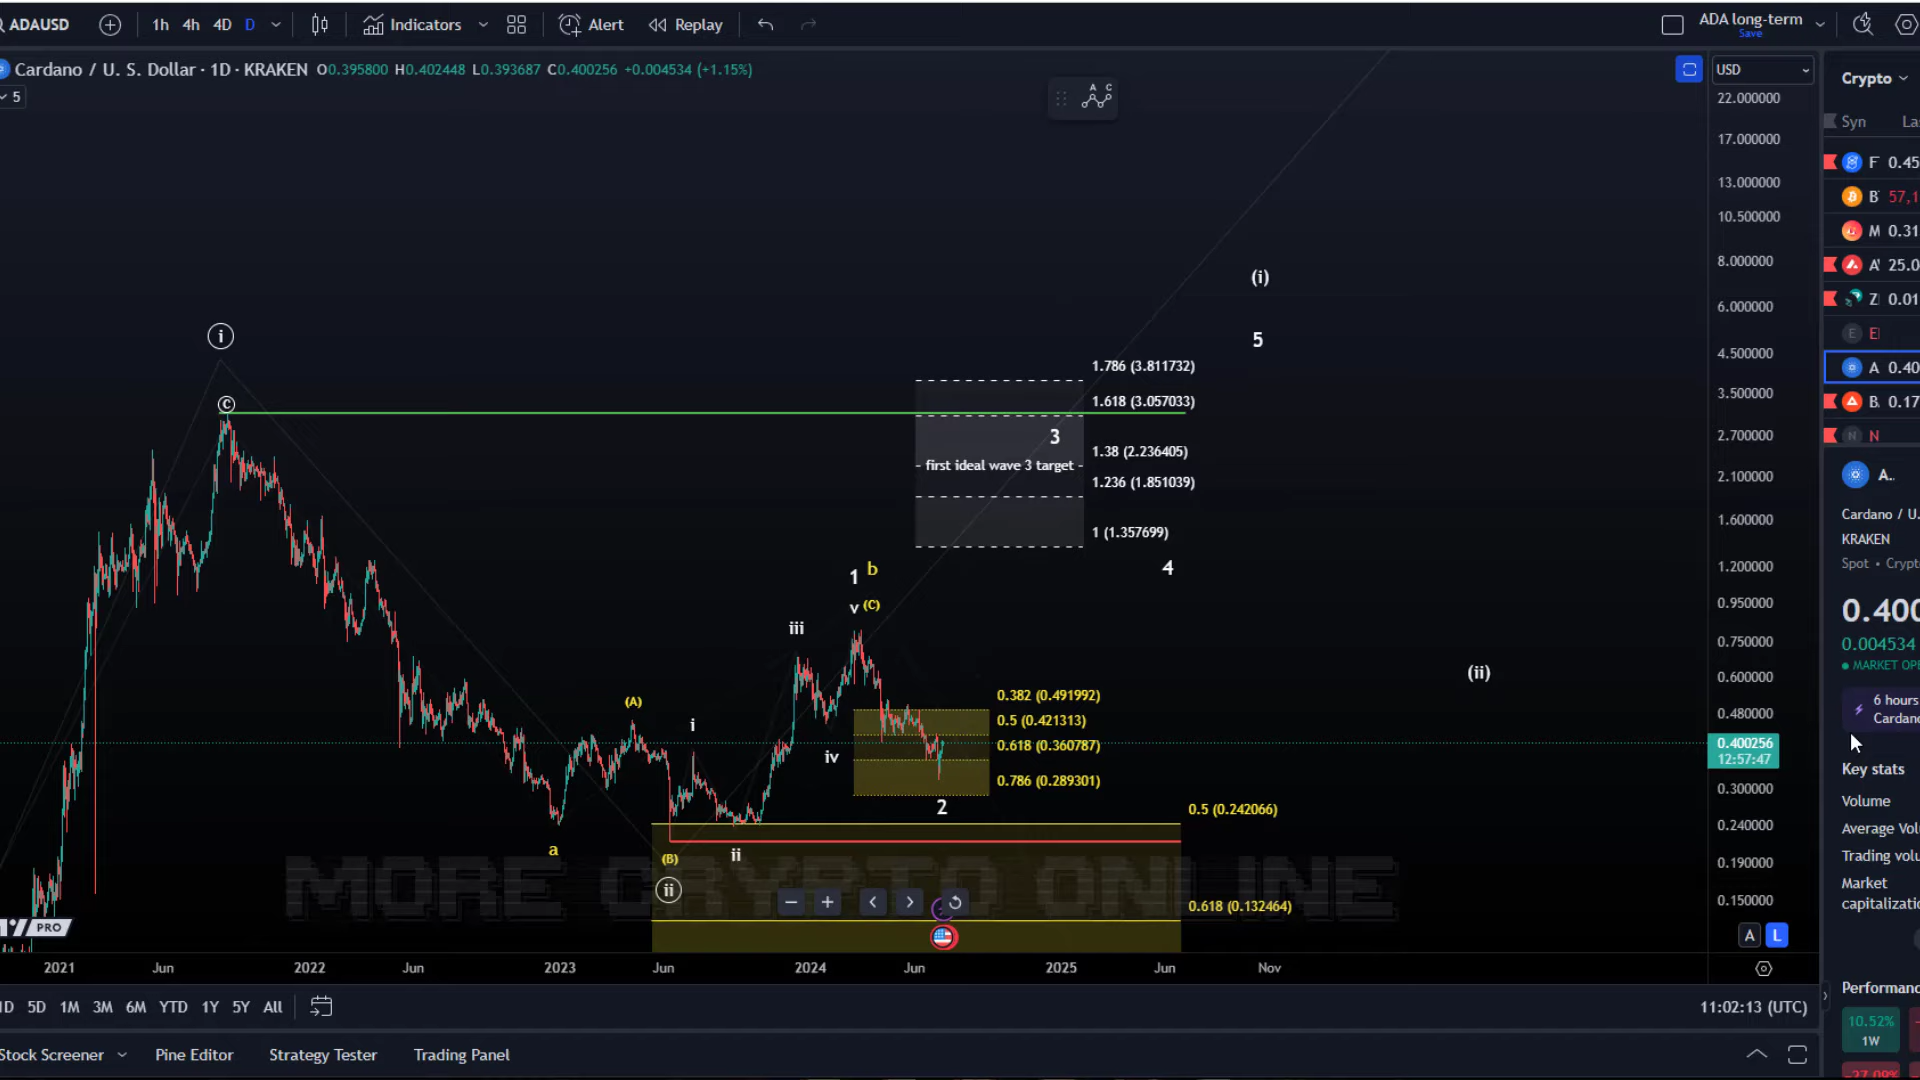 ADAUSD
1h 4h 4D D
Indicators
Alert
Replay
ADA long-term
Save
Cardano / U. S. Dollar · 1D · KRAKEN O0.395800 H0.402448 L0.393687 C0.400256 +0.004534 (+1.15%)
5
A C
USD
22.000000
17.000000
13.000000
10.500000
8.000000
6.000000
4.500000
3.500000
2.700000
2.100000
1.600000
1.200000
0.950000
0.750000
0.600000
0.480000
0.400256
12:57:47
0.300000
0.240000
0.190000
0.150000
A L
(i)
5
i
C
1.786 (3.811732)
1.618 (3.057033)
3
1.38 (2.236405)
first ideal wave 3 target
1.236 (1.851039)
1 (1.357699)
4
1 b
v (C)
iii
(ii)
(A)
i
iv
0.382 (0.491992)
0.5 (0.421313)
0.618 (0.360787)
0.786 (0.289301)
2
0.5 (0.242066)
a
(B)
ii
ii
0.618 (0.132464)
MORE CRYPTO ONLINE
PRO
2021 Jun 2022 Jun 2023 Jun 2024 Jun 2025 Jun Nov
1D 5D 1M 3M 6M YTD 1Y 5Y All
11:02:13 (UTC)
Stock Screener Pine Editor Strategy Tester Trading Panel
Crypto
Syn La
F 0.45
B 57,1
M 0.31
A 25.0
Z 0.01
E E
A 0.40
B. 0.17
N N
A..
Cardano / U.
KRAKEN
Spot • Crypt
0.400
0.004534
MARKET OPE
6 hours
Cardano
Key stats
Volume
Average Volu
Trading volu
Market
capitalizatio
Performanc
10.52%
1W
-27.09%